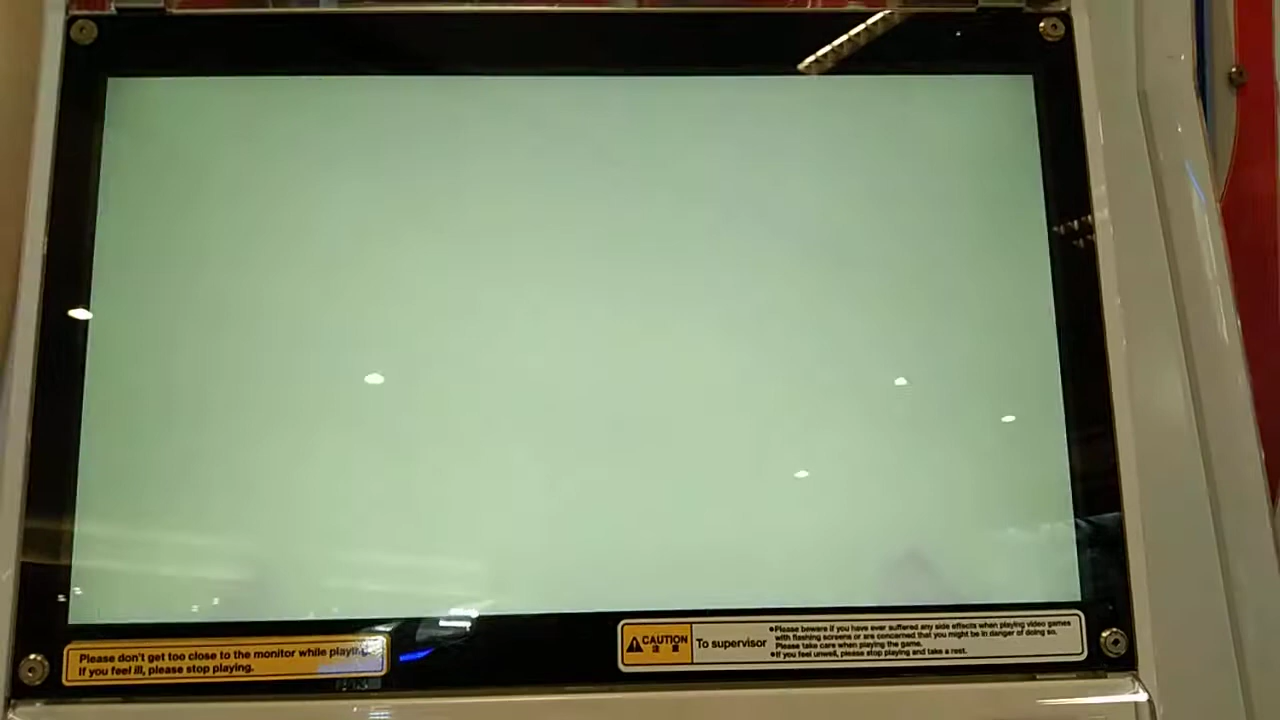 Please don't get too close to the monitor while playing.
If you feel ill, please stop playing.
CAUTION
注 意
To supervisor
●Please beware if you have ever suffered any side effects when playing video games
with flashing screens or are concerned that you might be in danger of doing so.
Please take care when playing the game.
●If you feel unwell, please stop playing and take a rest.